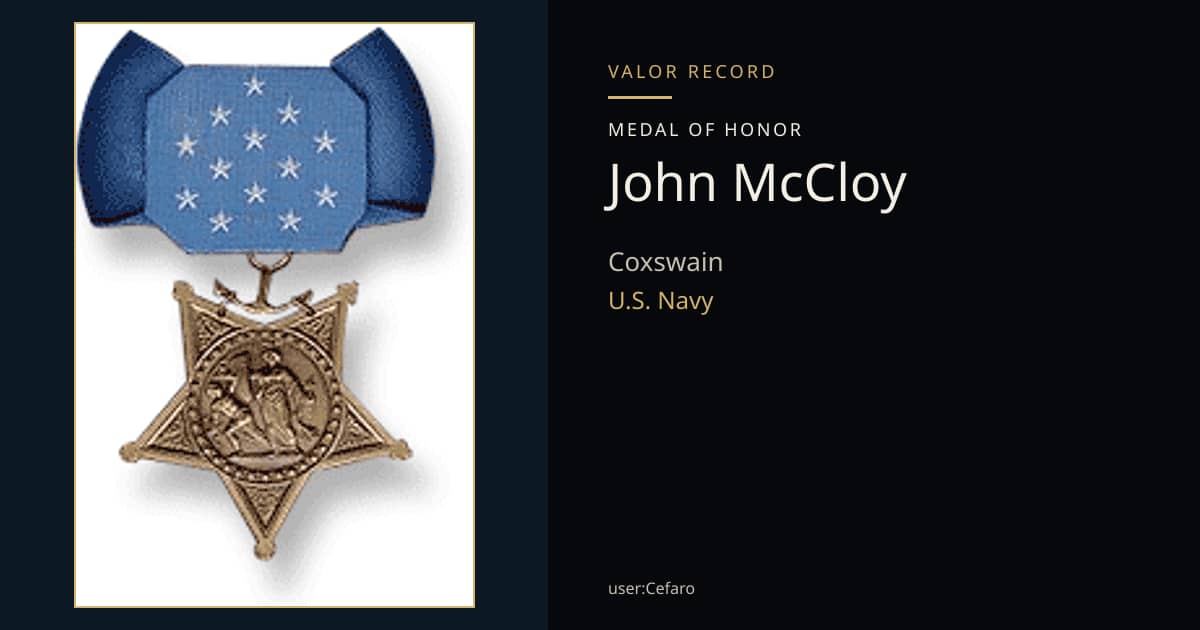 VALOR RECORD
MEDAL OF HONOR
John McCloy
Coxswain
U.S. Navy
user:Cefaro